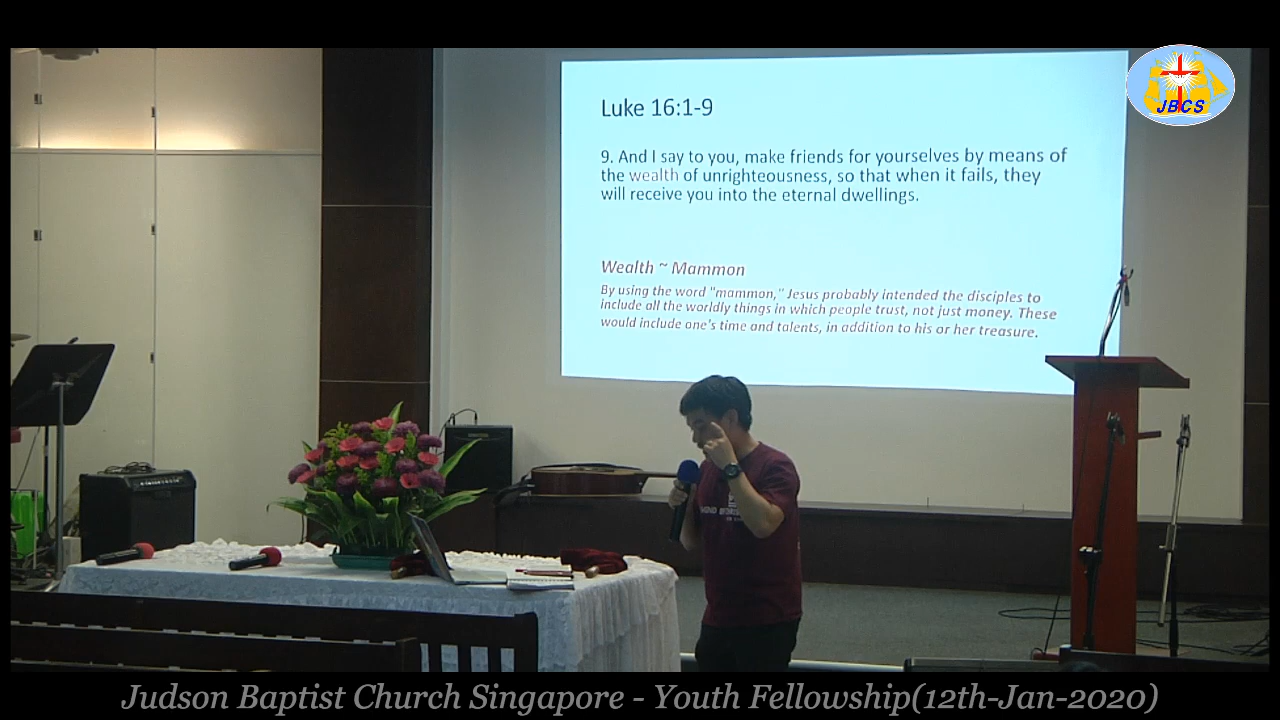 JBCS
Luke 16:1-9
9. And I say to you, make friends for yourselves by means of
the wealth of unrighteousness, so that when it fails, they
will receive you into the eternal dwellings.
Wealth ~ Mammon
By using the word "mammon," Jesus probably intended the disciples to
include all the worldly things in which people trust, not just money. These
would include one's time and talents, in addition to his or her treasure.
Judson Baptist Church Singapore - Youth Fellowship(12th-Jan-2020)